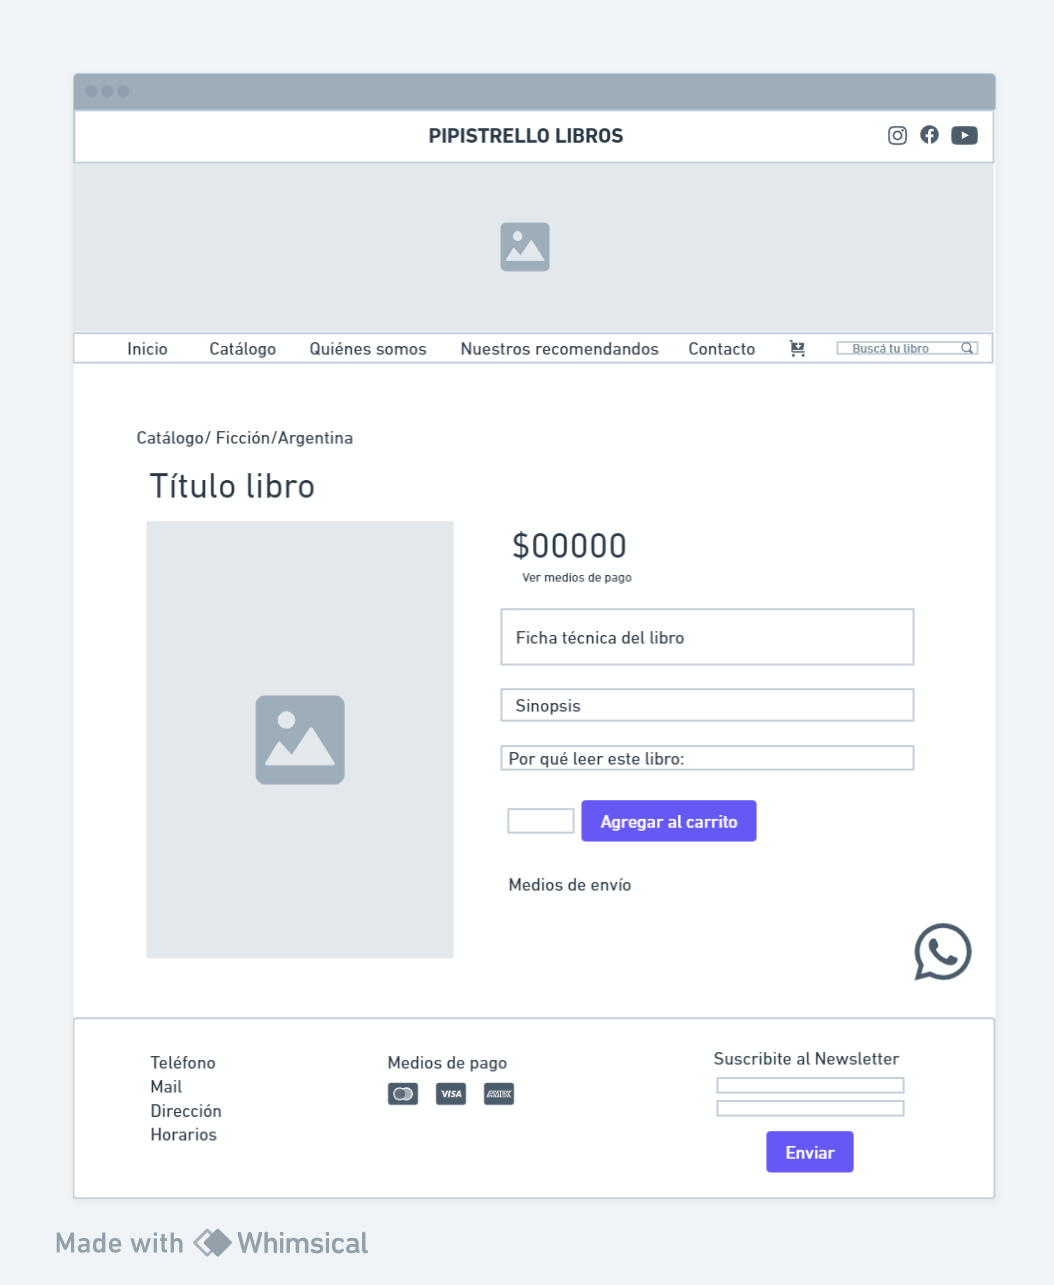 PIPISTRELLO LIBROS
Inicio Catálogo Quiénes somos Nuestros recomendandos Contacto Buscá tu libro
Catálogo/ Ficción/Argentina
Título libro
$00000
Ver medios de pago
Ficha técnica del libro
Sinopsis
Por qué leer este libro:
Agregar al carrito
Medios de envío
Teléfono
Mail
Dirección
Horarios
Medios de pago
VISA
AMEX
Suscribite al Newsletter
Enviar
Made with Whimsical